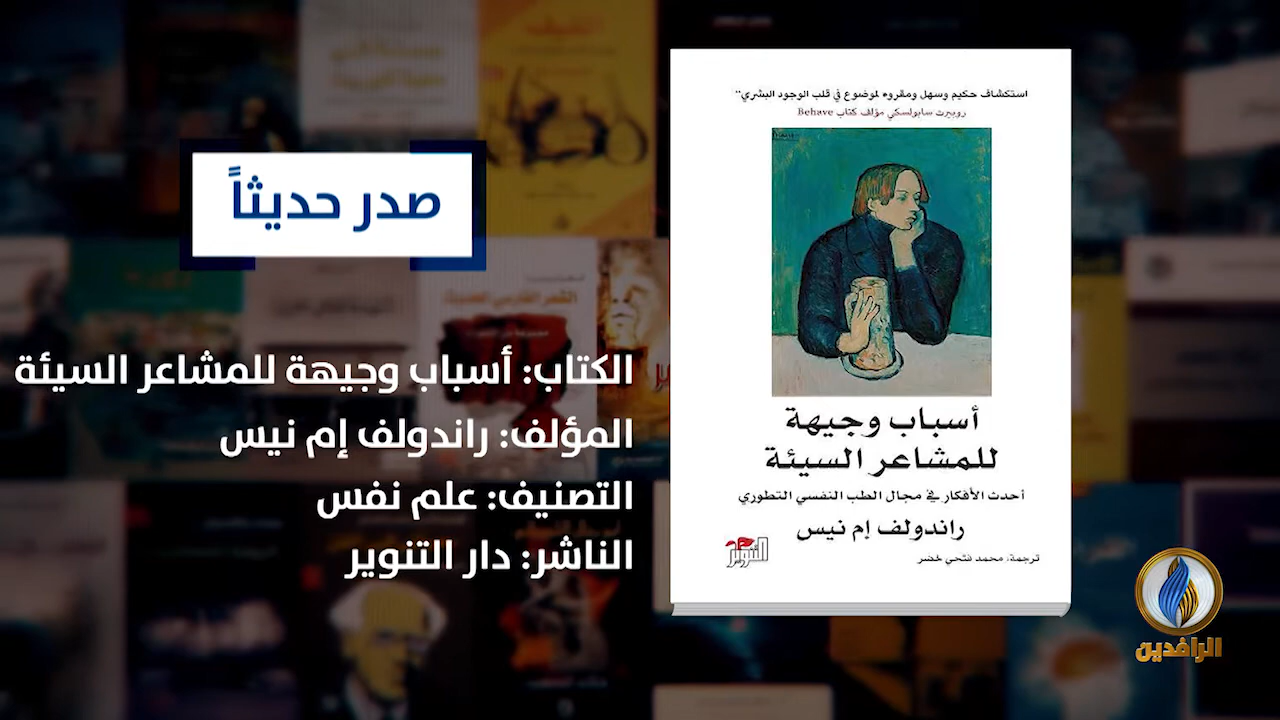 صدر حديثاً
الكتاب: أسباب وجيهة للمشاعر السيئة
المؤلف: راندولف إم نيس
التصنيف: علم نفس
الناشر: دار التنوير
استكشاف حكيم وسهل ومقروء لموضوع في قلب الوجود البشري"
روبيرت سابولسكي مؤلف كتاب Behave
أسباب وجيهة
للمشاعر السيئة
أحدث الأفكار في مجال الطب النفسي التطوري
راندولف إم نيس
ترجمة: محمد فتحي خضر
التنوير
الرافدين